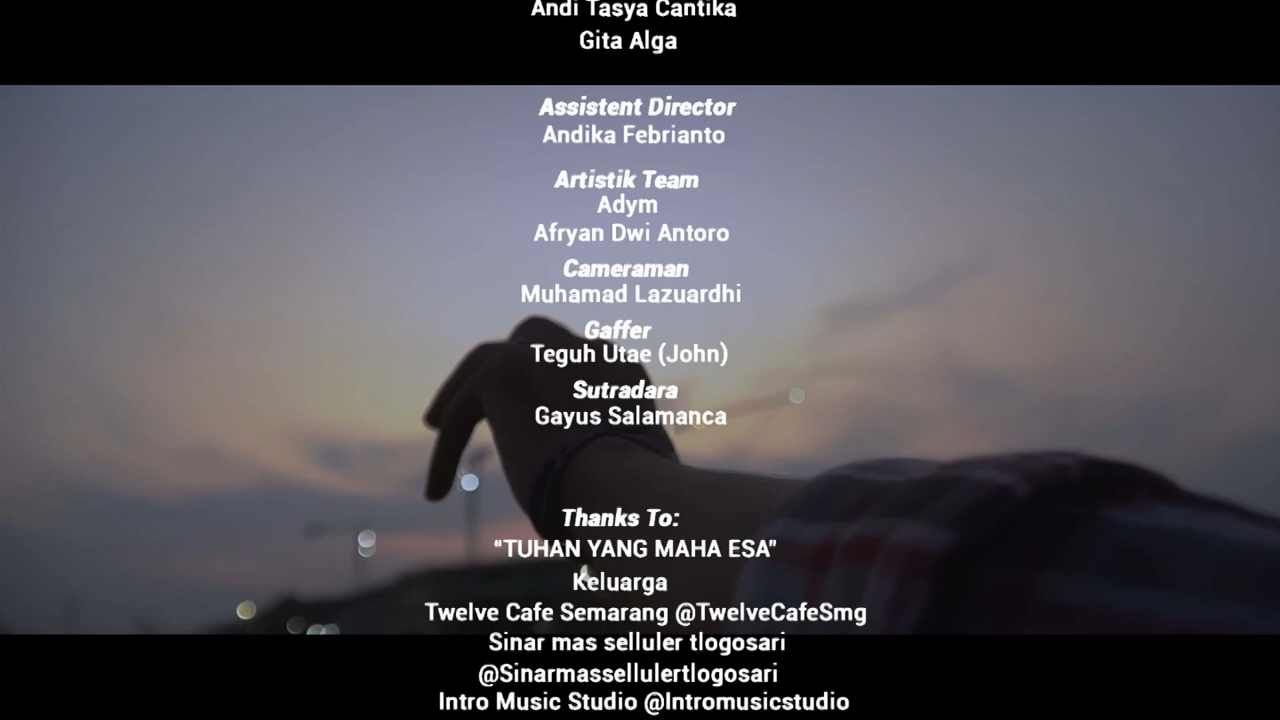 Andi Tasya Cantika
Gita Alga
Assistent Director
Andika Febrianto
Artistik Team
Adym
Afryan Dwi Antoro
Cameraman
Muhamad Lazuardhi
Gaffer
Teguh Utae (John)
Sutradara
Gayus Salamanca
Thanks To:
“TUHAN YANG MAHA ESA”
Keluarga
Twelve Cafe Semarang @TwelveCafeSmg
Sinar mas selluler tlogosari
@Sinarmassellulertlogosari
Intro Music Studio @Intromusicstudio